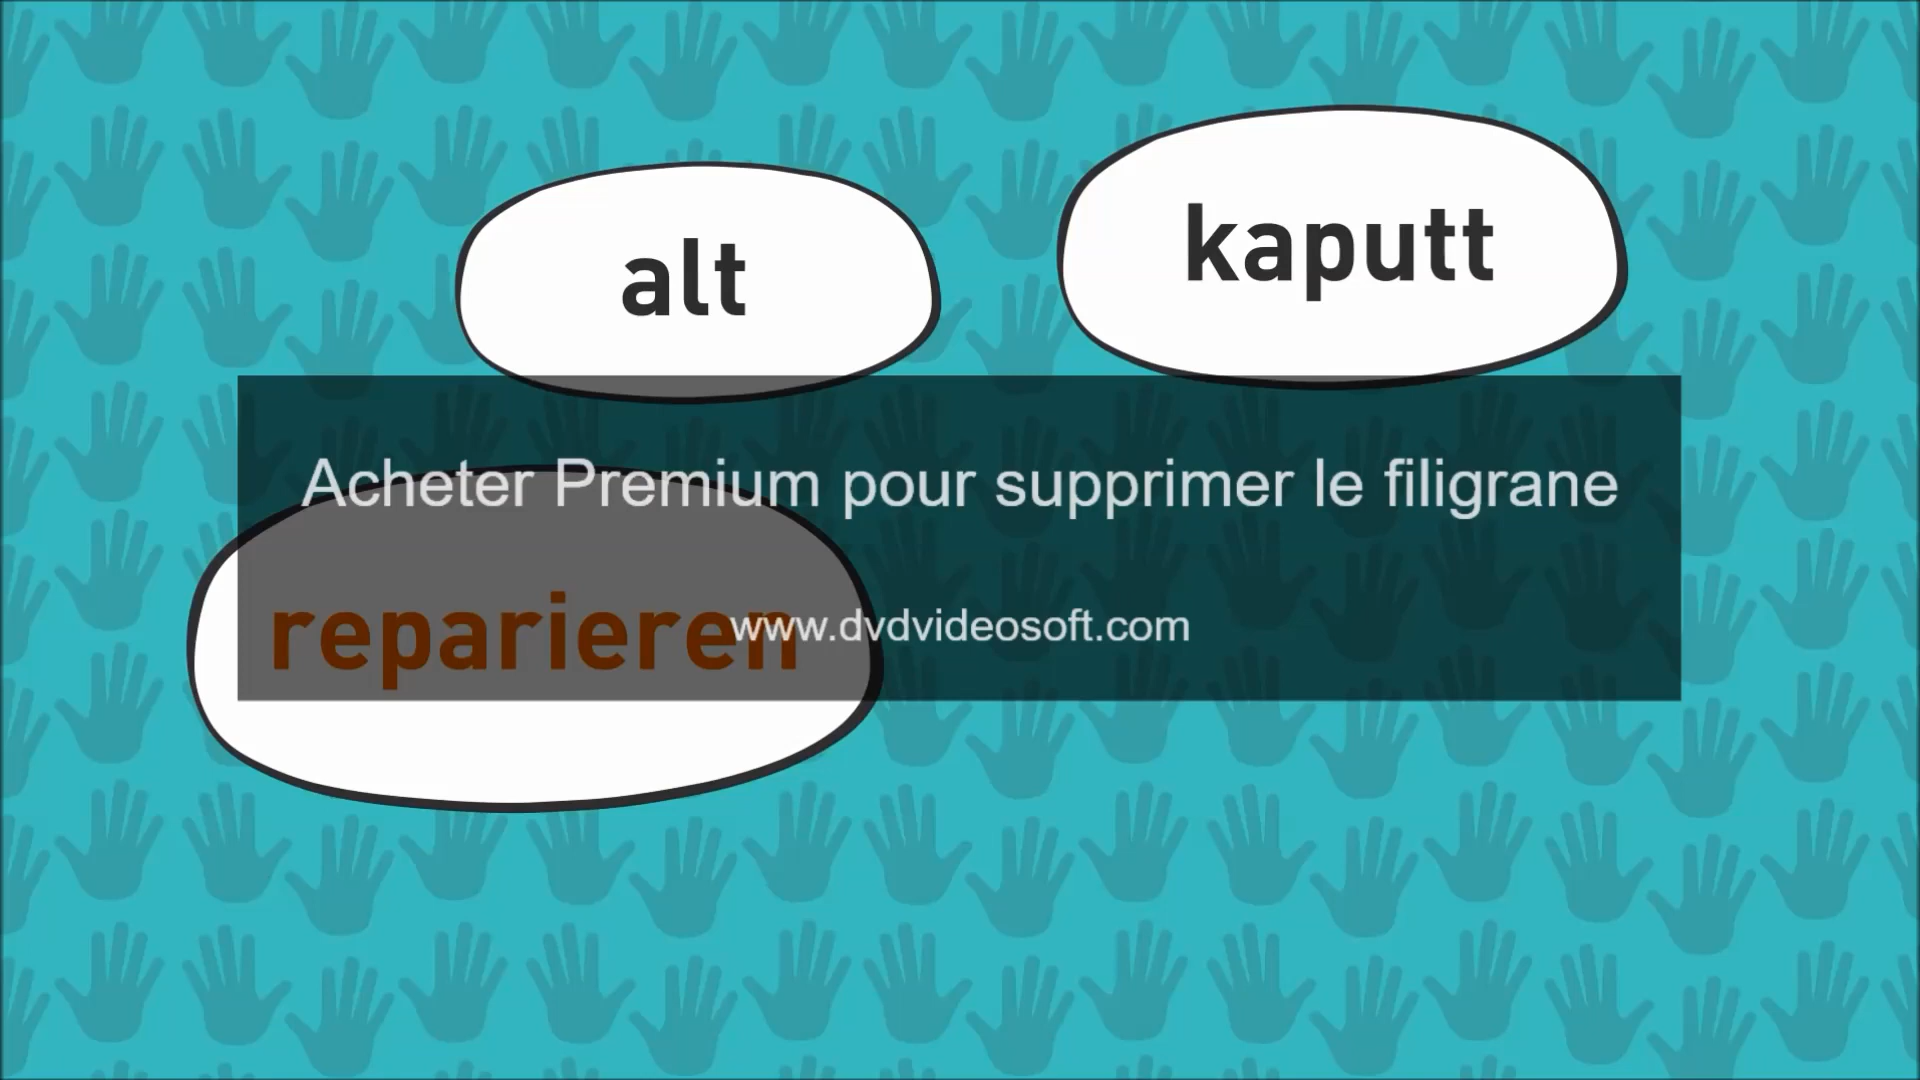 alt
kaputt
Acheter Premium pour supprimer le filigrane
reparieren
www.dvdvideosoft.com